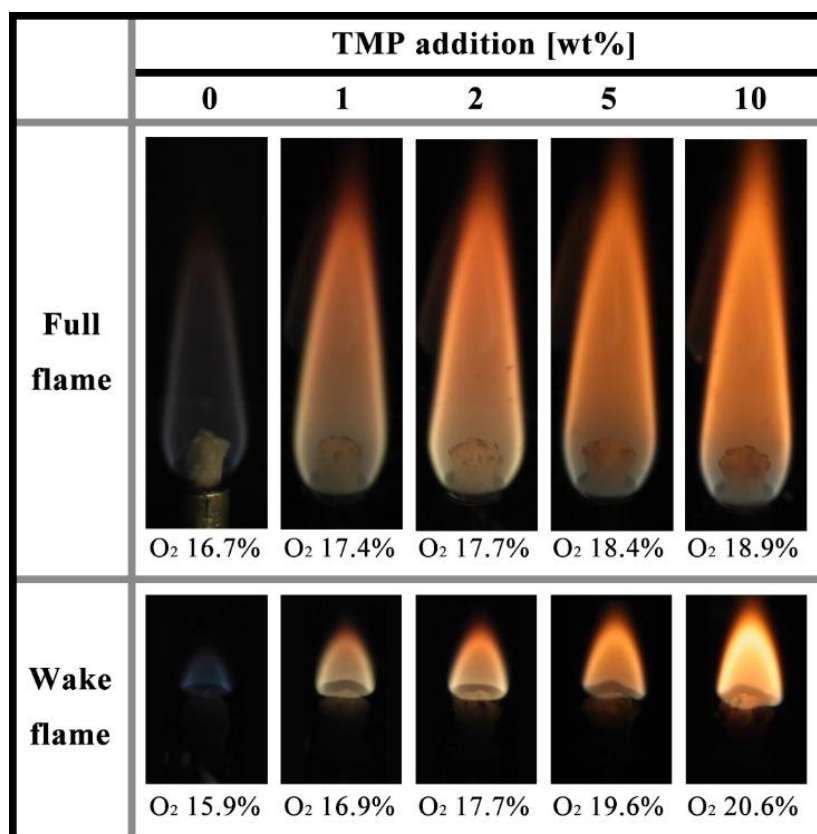 TMP addition [wt%]
0 1 2 5 10
Full
flame
O₂ 16.7% O₂ 17.4% O₂ 17.7% O₂ 18.4% O₂ 18.9%
Wake
flame
O₂ 15.9% O₂ 16.9% O₂ 17.7% O₂ 19.6% O₂ 20.6%